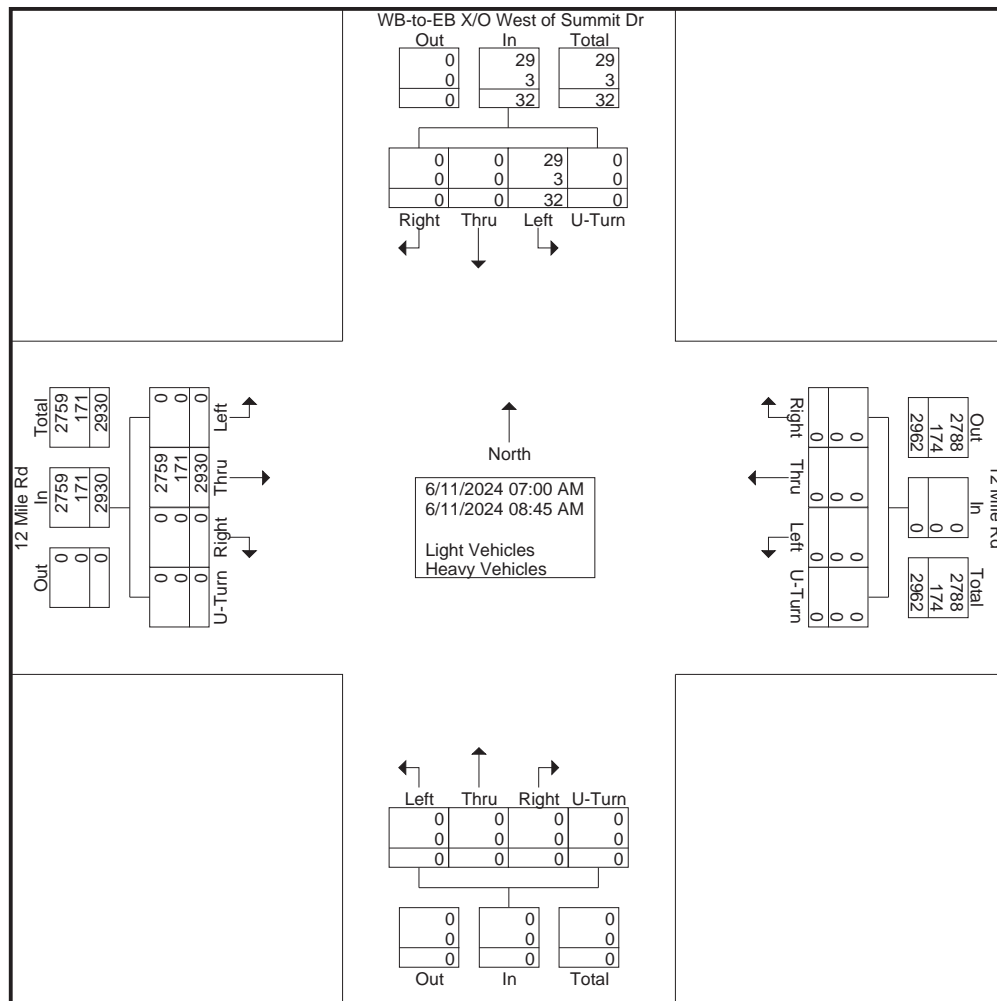 WB-to-EB X/O West of Summit Dr
Out In Total
0 29 29
0 3 3
0 32 32
0 0 29 0
0 0 3 0
0 0 32 0
Right Thru Left U-Turn
12 Mile Rd
Out In Total
0 2759 2759
0 171 171
0 2930 2930
U-Turn Right Thru Left
0 0 2759 0
0 0 171 0
0 0 2930 0
North
6/11/2024 07:00 AM
6/11/2024 08:45 AM
Light Vehicles
Heavy Vehicles
Right Thru Left U-Turn
0 0 0 0
0 0 0 0
0 0 0 0
12 Mile Rd
Out In Total
2788 0 2788
174 0 174
2962 0 2962
Left Thru Right U-Turn
0 0 0 0
0 0 0 0
0 0 0 0
0 0 0
0 0 0
0 0 0
Out In Total